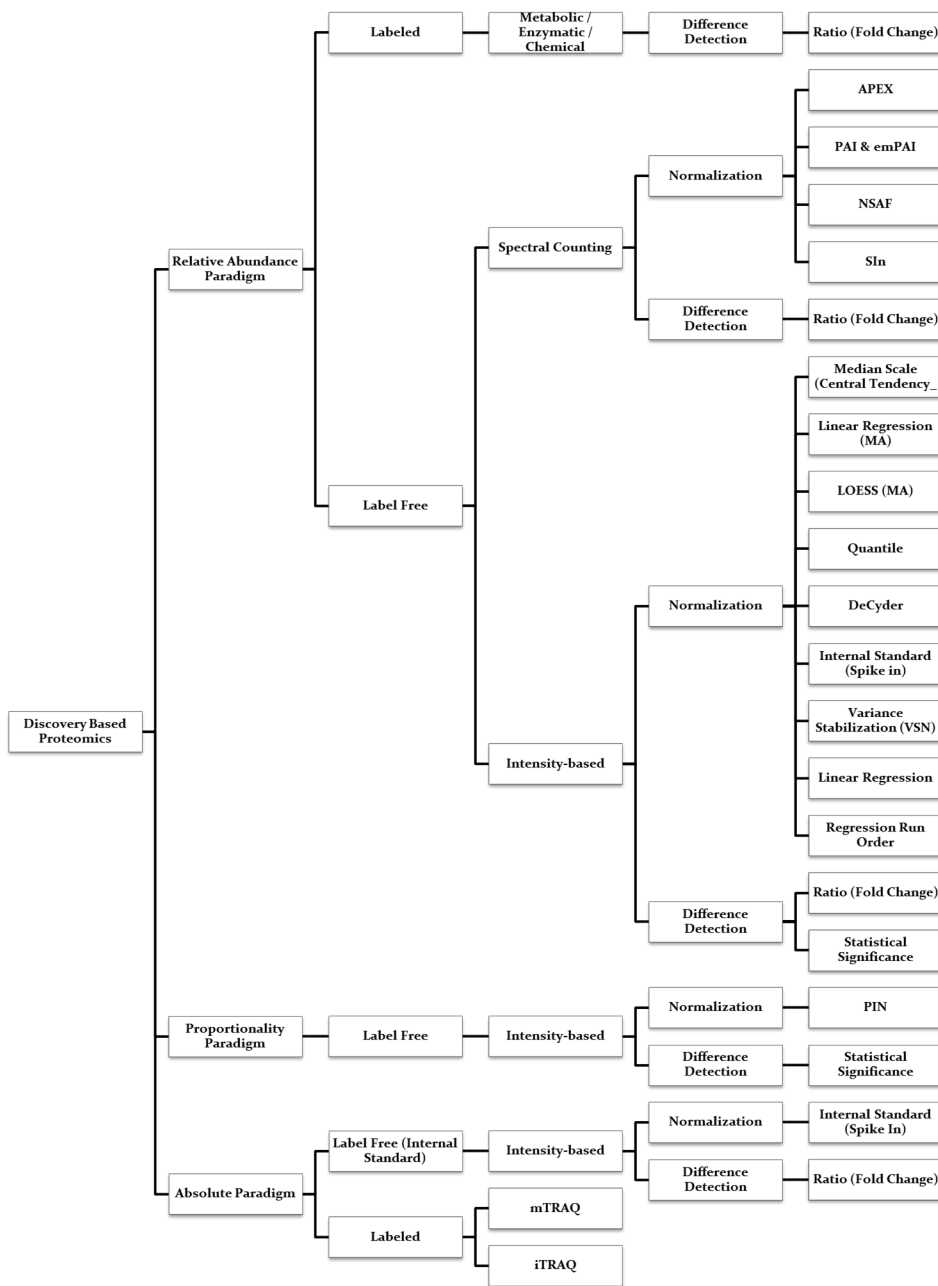 Labeled
Metabolic /
Enzymatic /
Chemical
Difference
Detection
Ratio (Fold Change)
APEX
PAI & emPAI
Normalization
NSAF
SIn
Relative Abundance
Paradigm
Spectral Counting
Difference
Detection
Ratio (Fold Change)
Median Scale
(Central Tendency_
Linear Regression
(MA)
Label Free
LOESS (MA)
Quantile
Normalization
DeCyder
Internal Standard
(Spike in)
Discovery Based
Proteomics
Variance
Stabilization (VSN)
Intensity-based
Linear Regression
Regression Run
Order
Difference
Detection
Ratio (Fold Change)
Statistical
Significance
Proportionality
Paradigm
Label Free
Intensity-based
Normalization
PIN
Difference
Detection
Statistical
Significance
Absolute Paradigm
Label Free (Internal
Standard)
Intensity-based
Normalization
Internal Standard
(Spike In)
Difference
Detection
Ratio (Fold Change)
Labeled
mTRAQ
iTRAQ